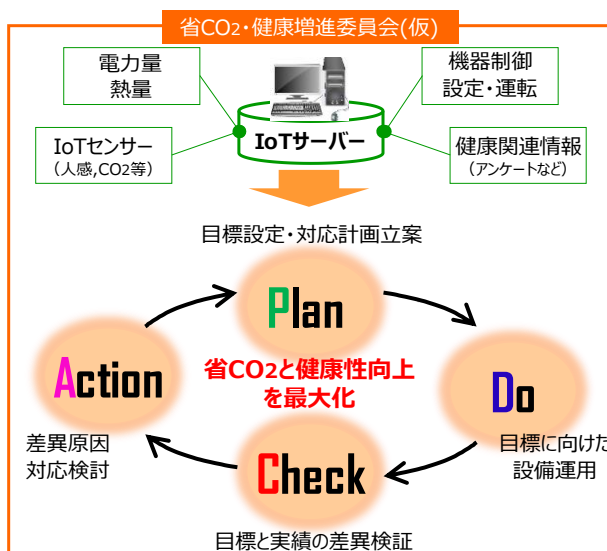 省CO2・健康増進委員会(仮)
電力量
熱量
機器制御
設定・運転
IoTセンサー
（人感,CO2等）
IoTサーバー
健康関連情報
（アンケートなど）
目標設定・対応計画立案
Plan
Action
省CO2と健康性向上
を最大化
Do
差異原因
対応検討
Check
目標に向けた
設備運用
目標と実績の差異検証